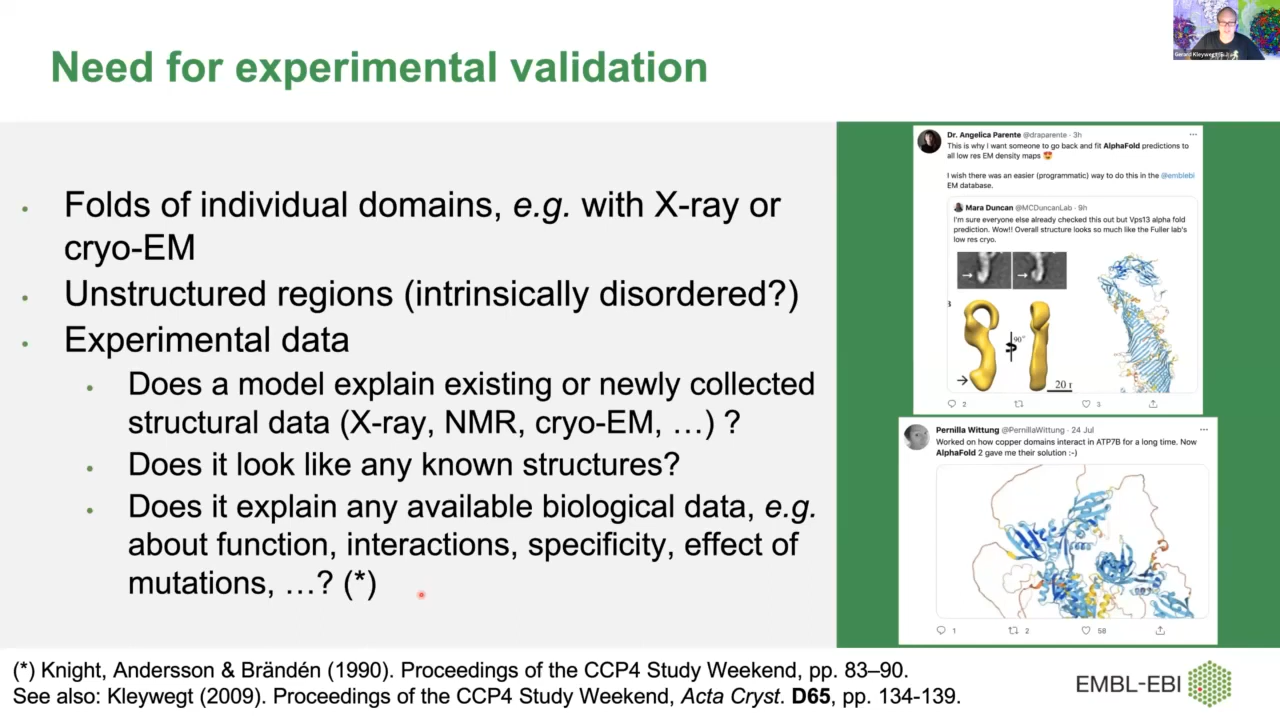 Need for experimental validation
Gerard Kleywegt
• Folds of individual domains, e.g. with X-ray or
cryo-EM
• Unstructured regions (intrinsically disordered?)
• Experimental data
• Does a model explain existing or newly collected
structural data (X-ray, NMR, cryo-EM, …) ?
• Does it look like any known structures?
• Does it explain any available biological data, e.g.
about function, interactions, specificity, effect of
mutations, …? (*)
Dr. Angelica Parente @draparente · 3h
This is why I want someone to go back and fit AlphaFold predictions to
all low res EM density maps
I wish there was an easier (programmatic) way to do this in the @emblebi
EM database.
Mara Duncan @MCDuncanLab · 9h
I'm sure everyone else already checked this out but Vps13 alpha fold
prediction. Wow!! Overall structure looks so much like the Fuller lab's
low res cryo.
90°
20
2
3
Pernilla Wittung @PernillaWittung · 24 Jul
Worked on how copper domains interact in ATP7B for a long time. Now
AlphaFold 2 gave me their solution :-)
1
2
58
(*) Knight, Andersson & Brändén (1990). Proceedings of the CCP4 Study Weekend, pp. 83–90.
See also: Kleywegt (2009). Proceedings of the CCP4 Study Weekend, Acta Cryst. D65, pp. 134-139.
EMBL-EBI